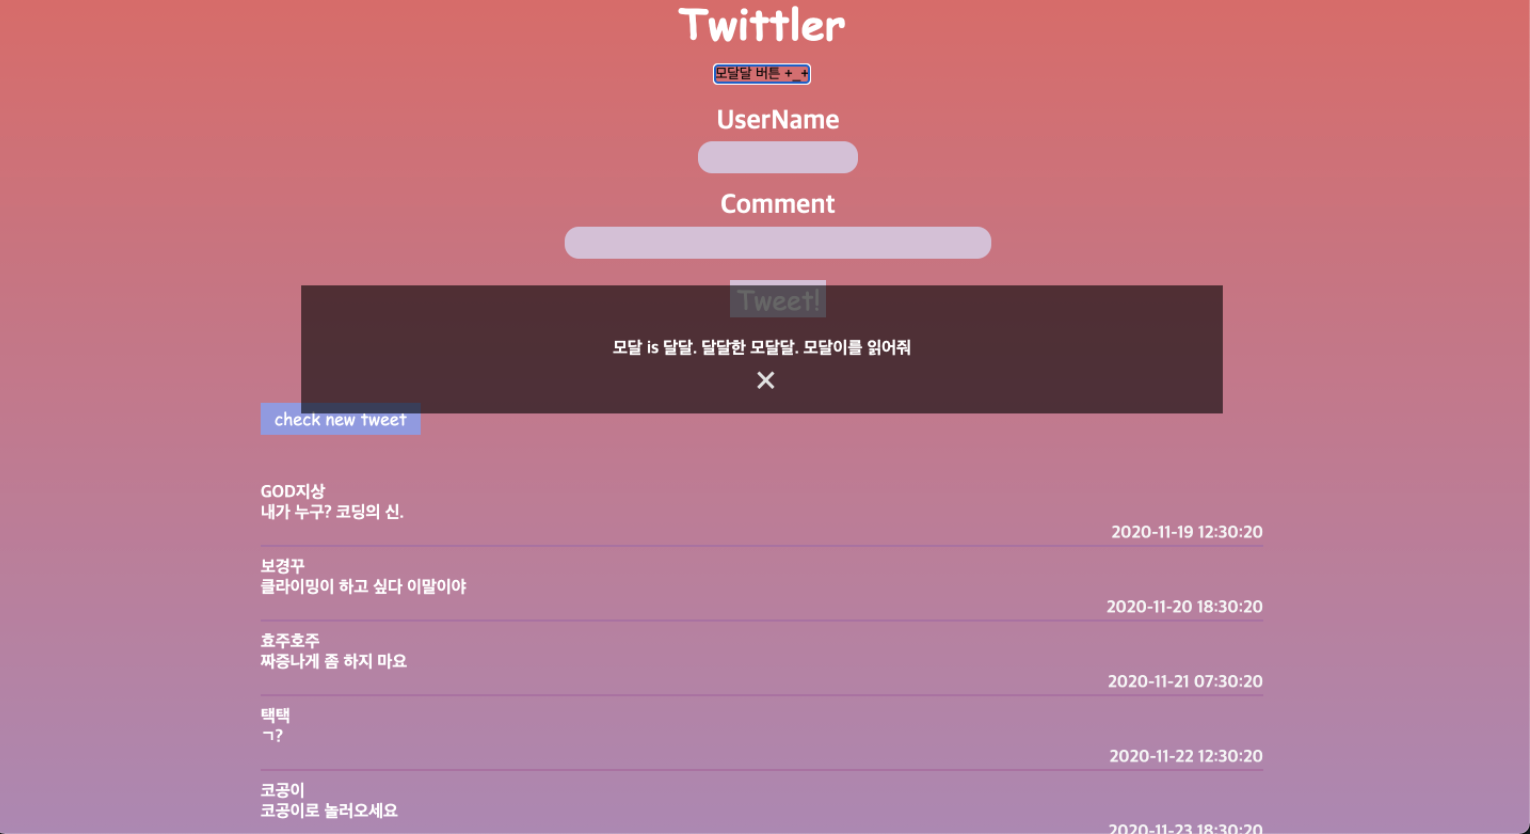 Twittler
모달달 버튼 +_+
UserName
Comment
Tweet!
모달 is 달달. 달달한 모달달. 모달이를 읽어줘
×
check new tweet
GOD지상
내가 누구? 코딩의 신.
2020-11-19 12:30:20
보경꾸
클라이밍이 하고 싶다 이말이야
2020-11-20 18:30:20
효주호주
짜증나게 좀 하지 마요
2020-11-21 07:30:20
택택
ㄱ?
2020-11-22 12:30:20
코공이
코공이로 놀러오세요
2020-11-23 18:30:20